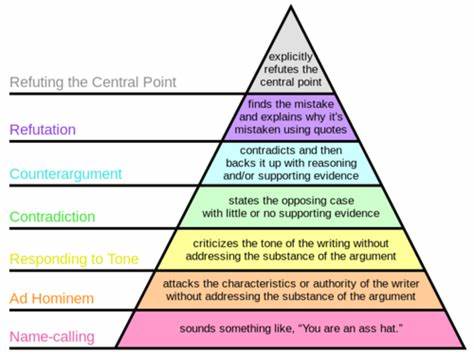 explicitly
refutes the
central point
Refuting the Central Point
finds the mistake
and explains why it's
mistaken using quotes
Refutation
contradicts and then
backs it up with reasoning
and/or supporting evidence
Counterargument
states the opposing case
with little or no supporting evidence
Contradiction
criticizes the tone of the writing without
addressing the substance of the argument
Responding to Tone
attacks the characteristics or authority of the writer
without addressing the substance of the argument
Ad Hominem
sounds something like, “You are an ass hat.”
Name-calling